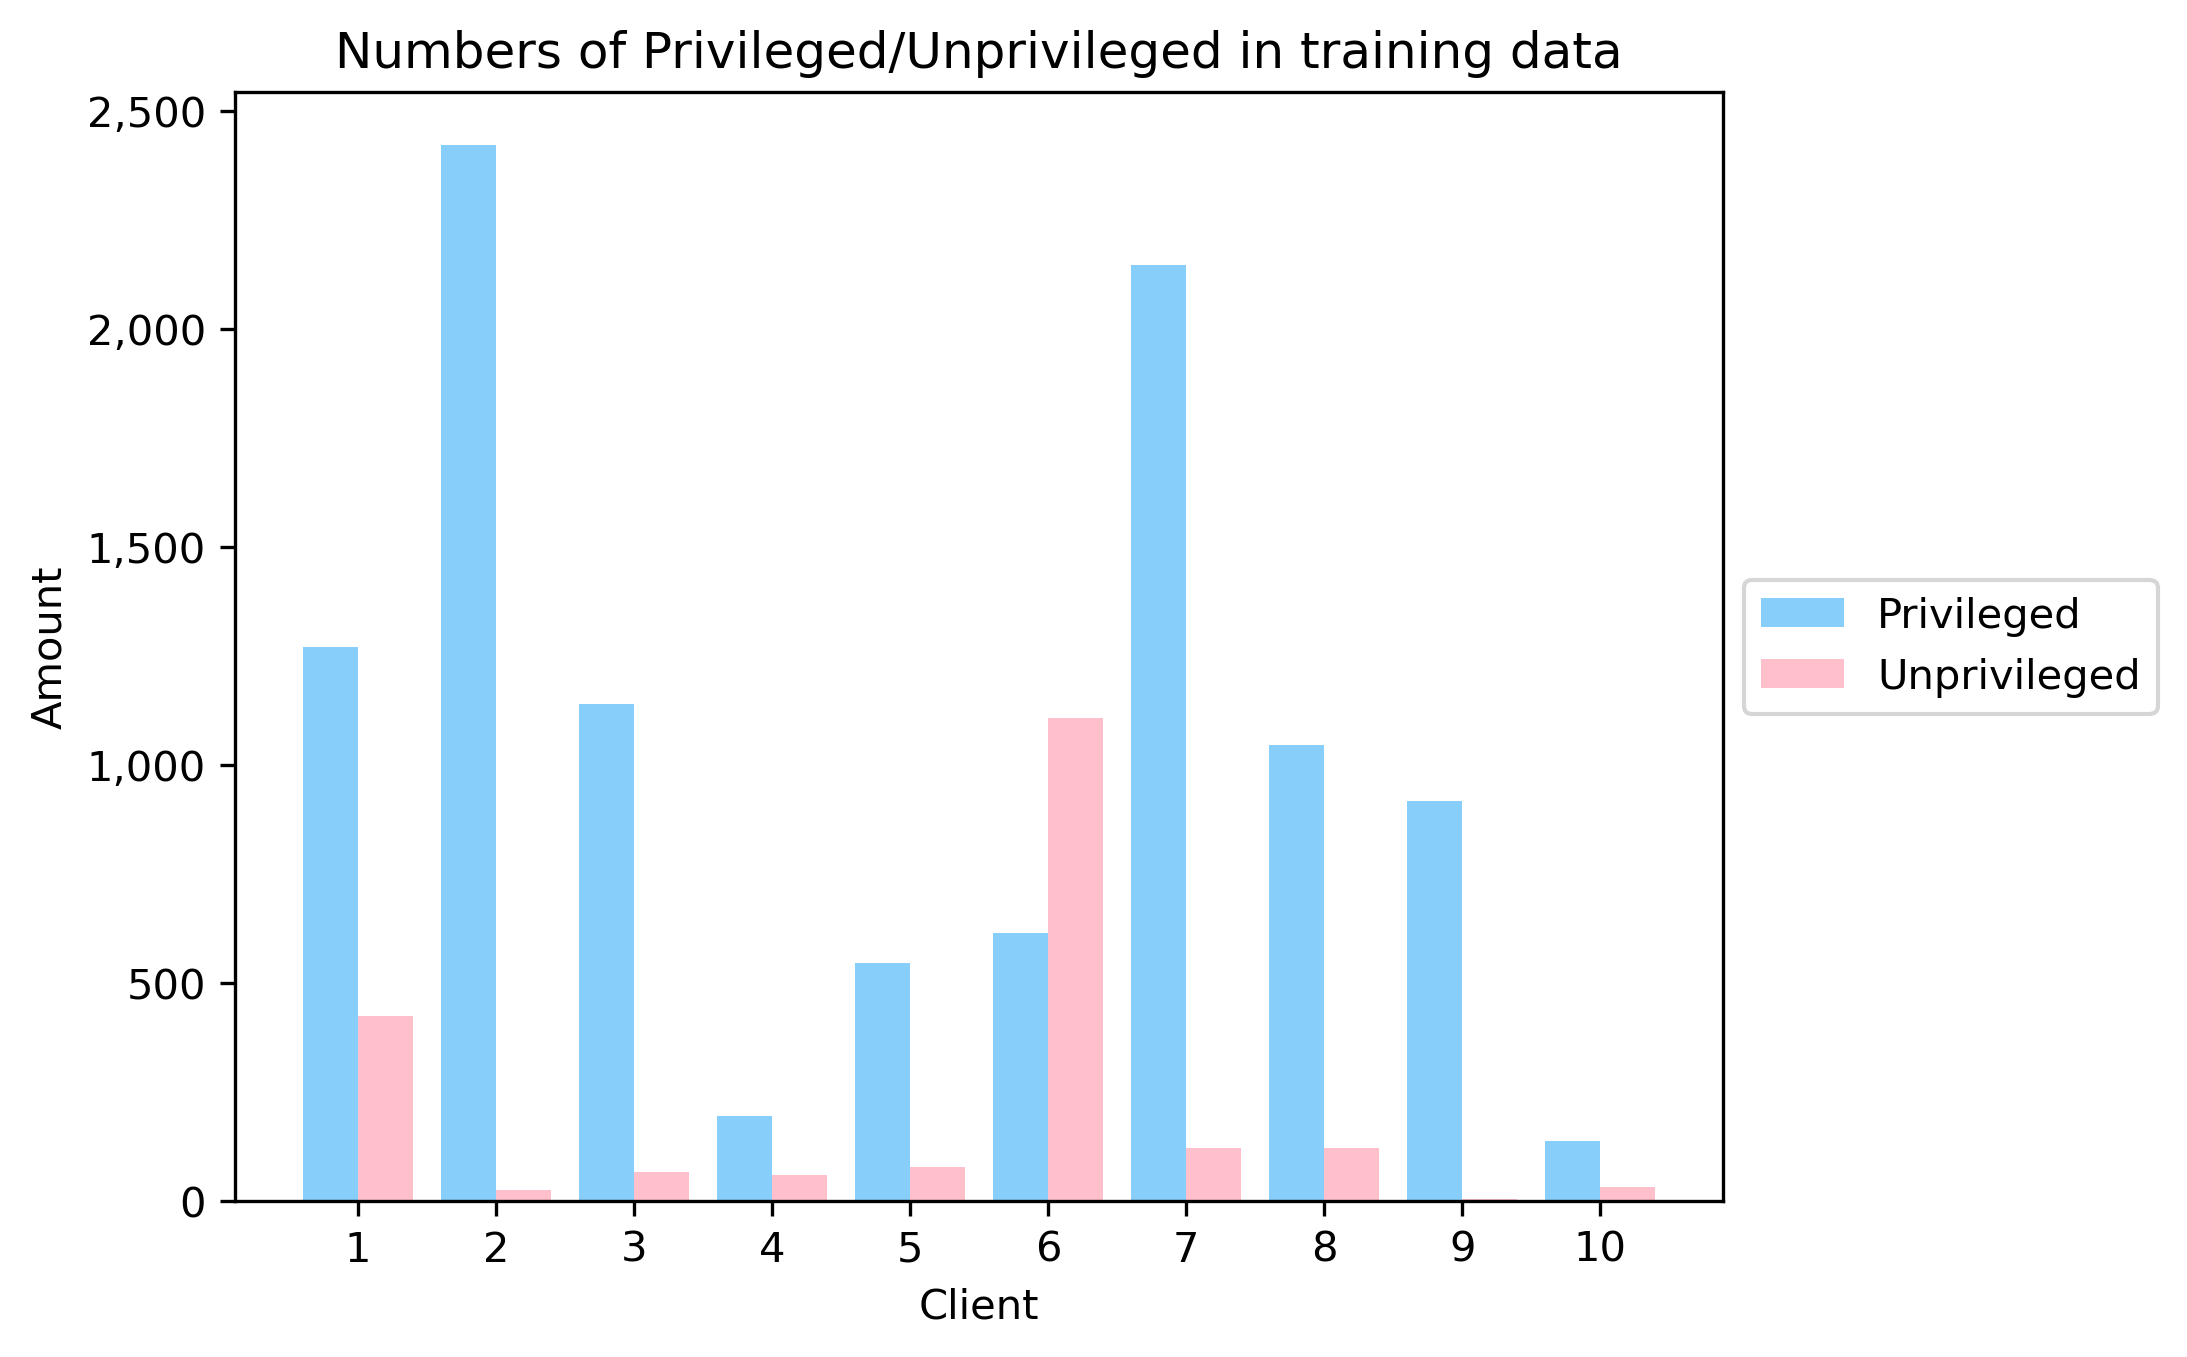 Numbers of Privileged/Unprivileged in training data
2,500
2,000
1,500
1,000
500
0
Amount
1 2 3 4 5 6 7 8 9 10
Client
Privileged
Unprivileged